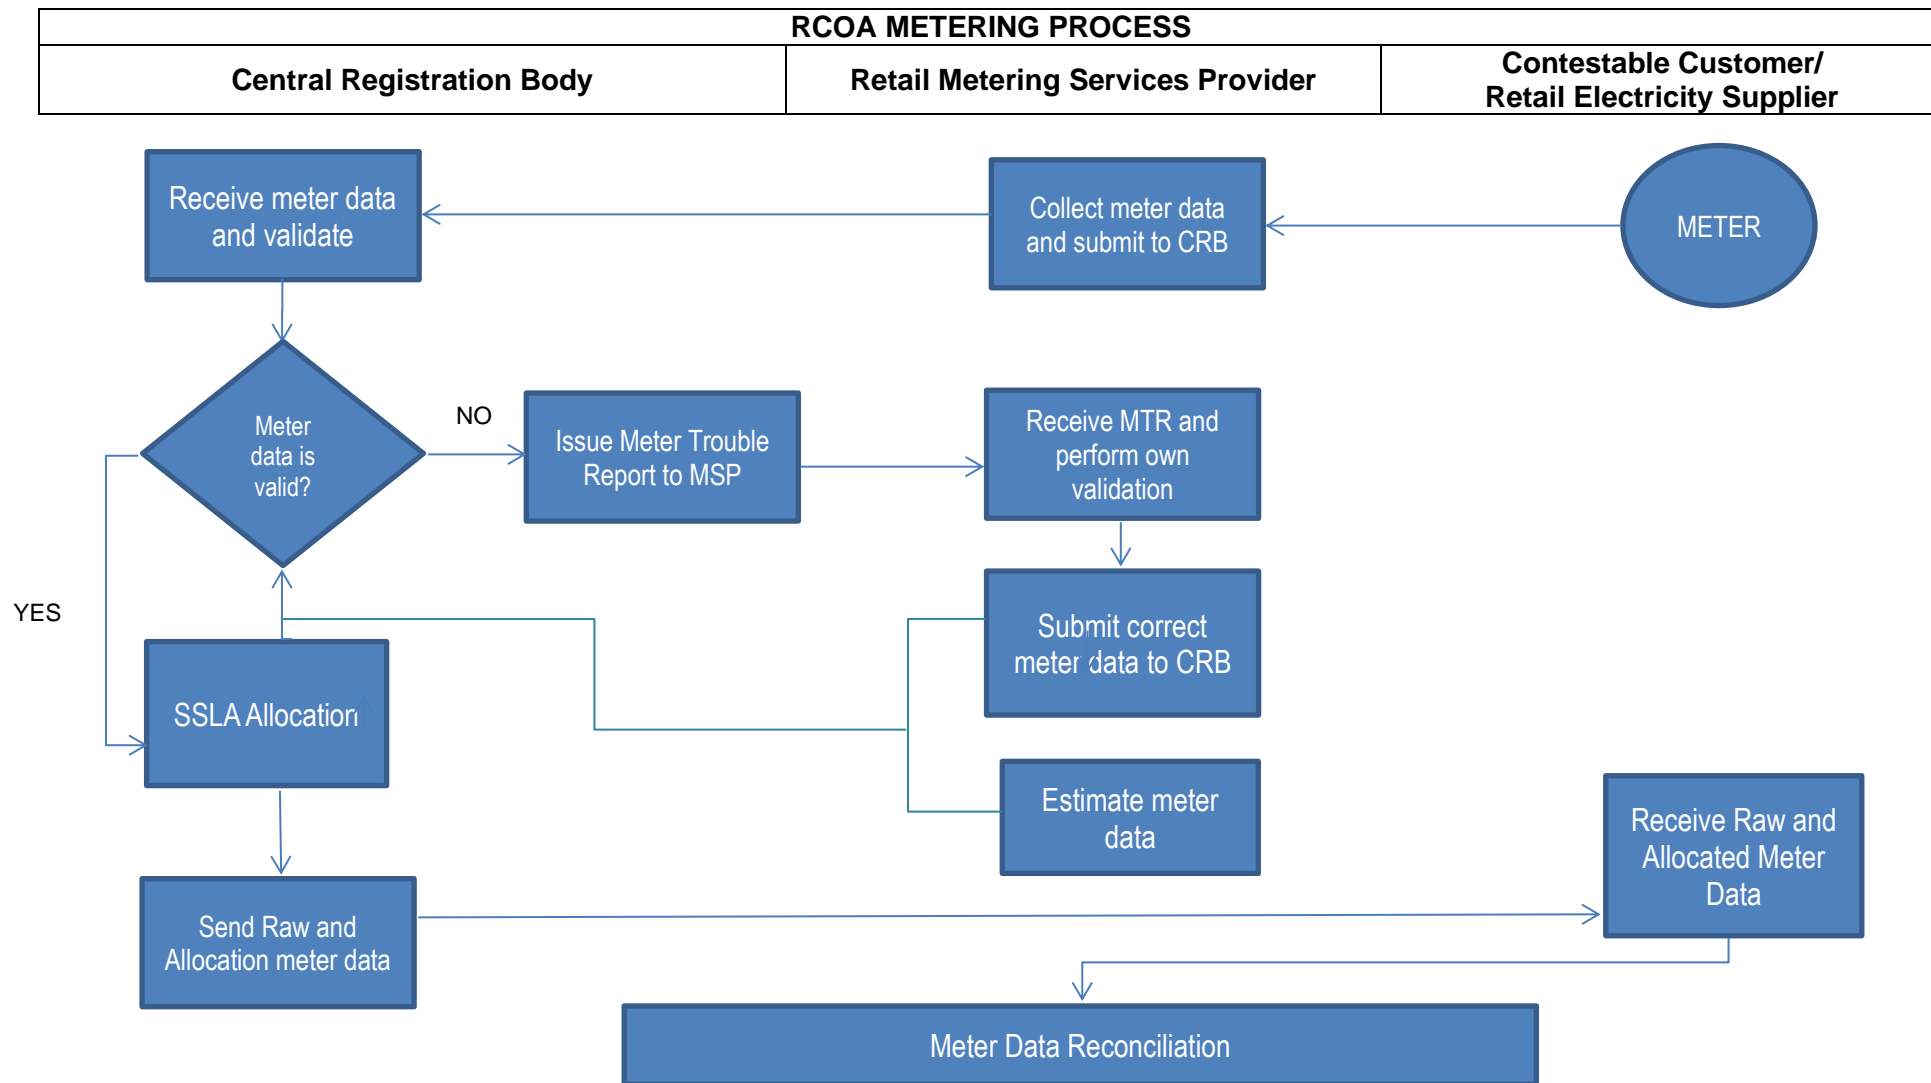 RCOA METERING PROCESS
Central Registration Body
Retail Metering Services Provider
Contestable Customer/
Retail Electricity Supplier
Receive meter data
and validate
Collect meter data
and submit to CRB
METER
Meter
data is
valid?
NO
Issue Meter Trouble
Report to MSP
Receive MTR and
perform own
validation
YES
SSLA Allocation
Submit correct
meter data to CRB
Estimate meter
data
Receive Raw and
Allocated Meter
Data
Send Raw and
Allocation meter data
Meter Data Reconciliation